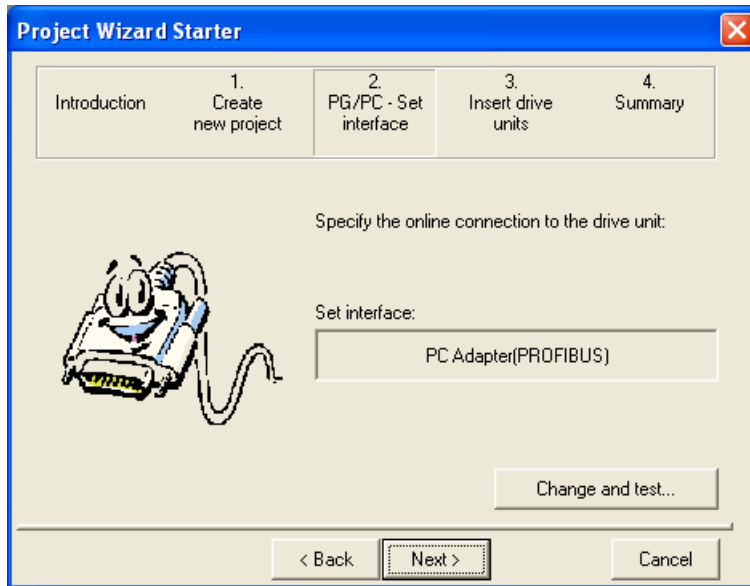 Project Wizard Starter
Introduction
1.
Create
new project
2.
PG/PC - Set
interface
3.
Insert drive
units
4.
Summary
Specify the online connection to the drive unit:
Set interface:
PC Adapter(PROFIBUS)
Change and test...
< Back
Next >
Cancel